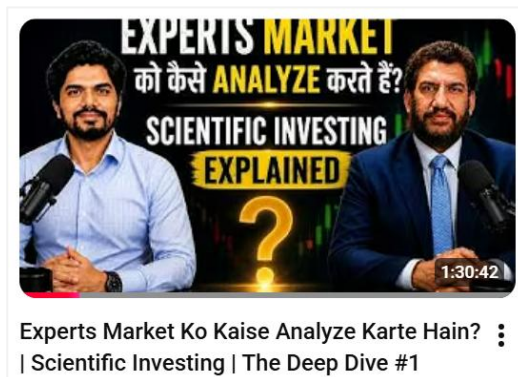 EXPERTS MARKET
को कैसे ANALYZE करते हैं?
SCIENTIFIC INVESTING
EXPLAINED
?
1:30:42
Experts Market Ko Kaise Analyze Karte Hain?
| Scientific Investing | The Deep Dive #1